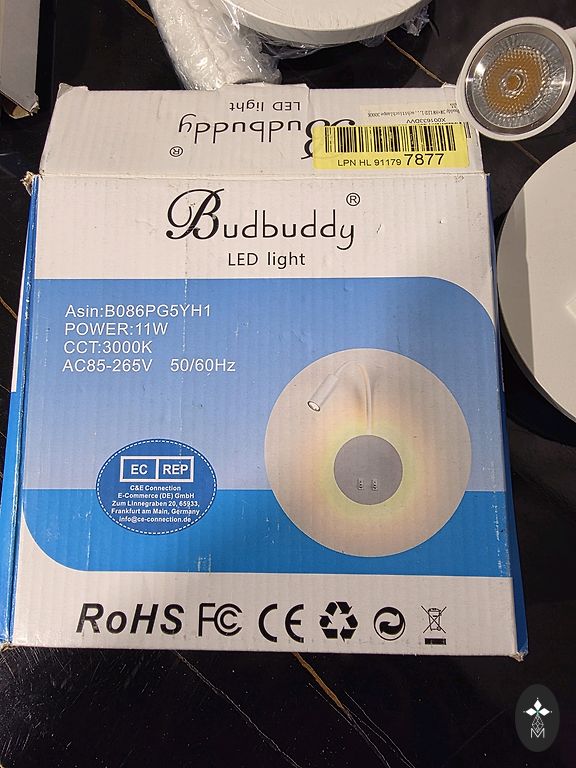 Budbuddy
LED light
X001633DVV
LPN HL 911797877
®
Budbuddy®
LED light
Asin:B086PG5YH1
POWER:11W
CCT:3000K
AC85-265V 50/60Hz
EC REP
C&E Connection
E-Commerce (DE) GmbH
Zum Linnegraben 20, 65933,
Frankfurt am Main, Germany
info@ce-connection.de
RoHS FC CE
M